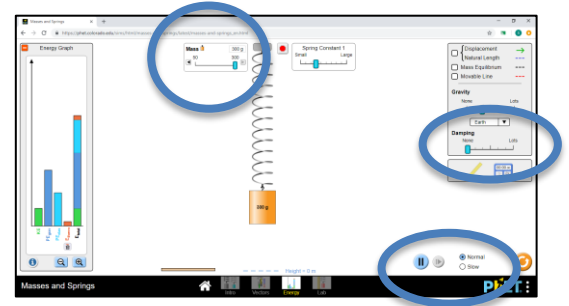 Masses and Springs
Energy Graph
Mass 300 g
50 300
Spring Constant 1
Small Large
Displacement
Natural Length
Mass Equilibrium
Movable Line
Gravity
None Lots
Earth
Damping
None Lots
300 g
Height = 0 m
Normal
Slow
Masses and Springs
Intro Vectors Energy Lab
PhET